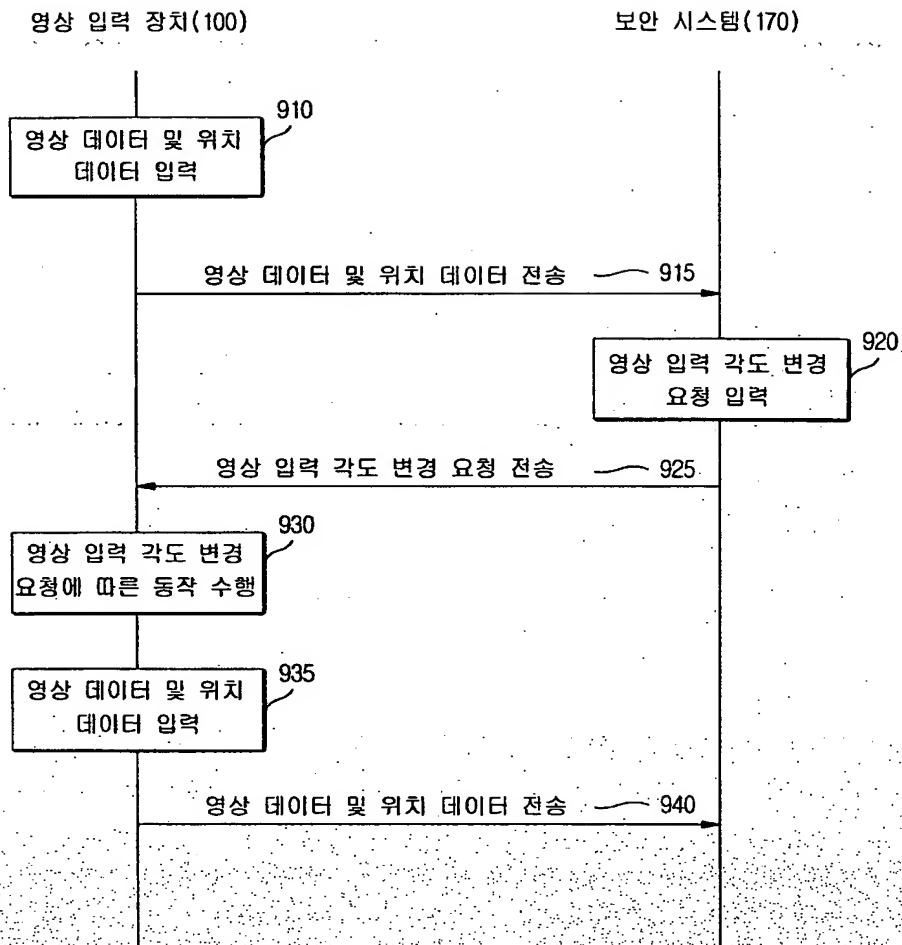 영상 입력 장치(100)
보안 시스템(170)
910
영상 데이터 및 위치
데이터 입력
영상 데이터 및 위치 데이터 전송
915
920
영상 입력 각도 변경
요청 입력
영상 입력 각도 변경 요청 전송
925
930
영상 입력 각도 변경
요청에 따른 동작 수행
935
영상 데이터 및 위치
데이터 입력
영상 데이터 및 위치 데이터 전송
940